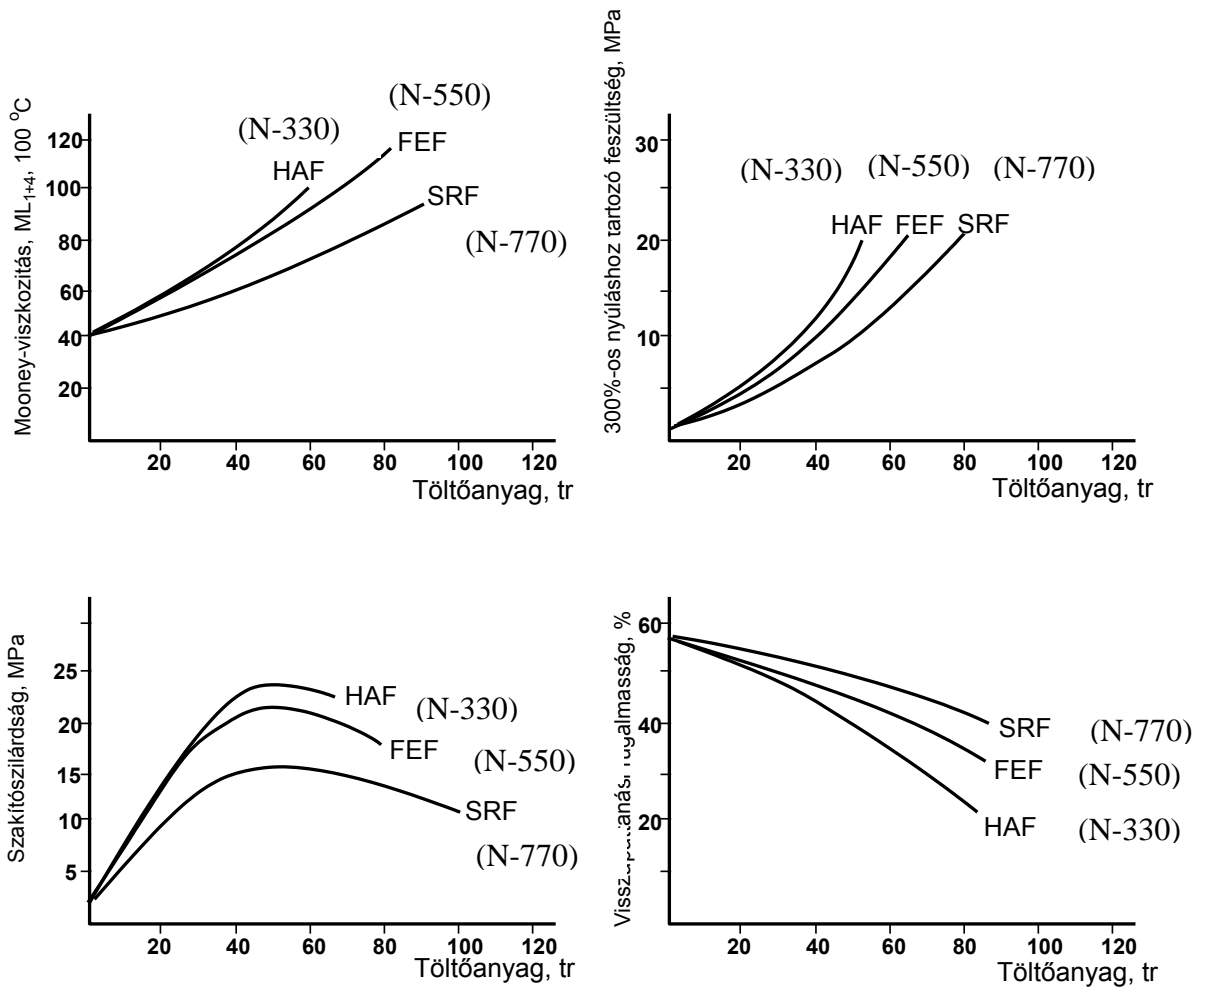 Mooney-viszkozitás, ML1+4, 100 °C
120
100
80
60
40
20
(N-330)
(N-550)
HAF
FEF
SRF
(N-770)
20 40 60 80 100 120
Töltőanyag, tr
300%-os nyúláshoz tartozó feszültség, MPa
30
20
10
(N-330) (N-550) (N-770)
HAF FEF SRF
20 40 60 80 100 120
Töltőanyag, tr
Szakítószilárdság, MPa
25
20
15
10
5
HAF (N-330)
FEF (N-550)
SRF
(N-770)
20 40 60 80 100 120
Töltőanyag, tr
Visszapattanási rugalmasság, %
60
40
20
SRF (N-770)
FEF (N-550)
HAF (N-330)
20 40 60 80 100 120
Töltőanyag, tr